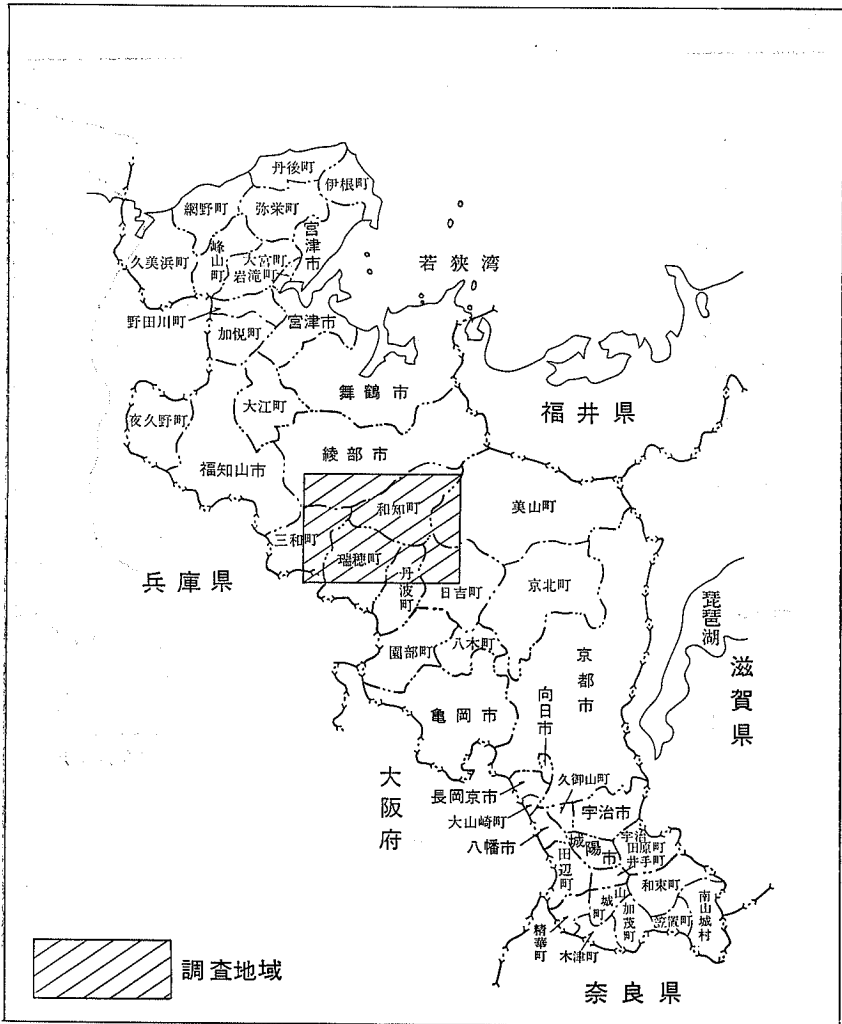 丹後町
伊根町
網野町
弥栄町
宮津市
久美浜町
峰山町
大宮町
岩滝町
若狭湾
野田川町
加悦町
宮津市
舞鶴市
大江町
夜久野町
福井県
綾部市
福知山市
和知町
美山町
三和町
瑞穂町
兵庫県
丹波町
日吉町
京北町
琵琶湖
園部町
八木町
京都市
滋賀県
向日市
亀岡市
大阪府
久御山町
長岡京市
宇治市
大山崎町
八幡市
城陽市
宇治田原町
井手町
田辺町
山城町
和束町
南山城村
加茂町
笠置町
精華町
木津町
奈良県
調査地域